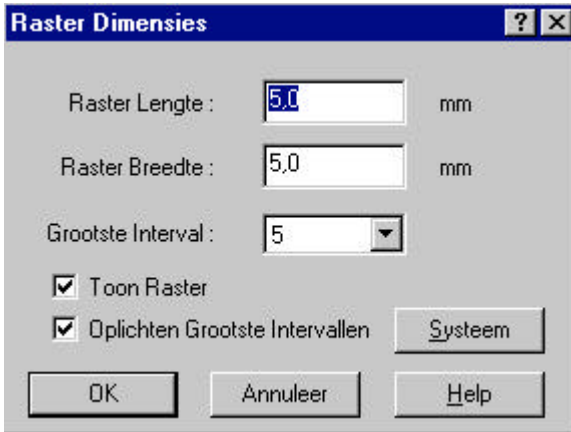 Raster Dimensies
Raster Lengte : 5,0 mm
Raster Breedte : 5,0 mm
Grootste Interval : 5
Toon Raster
Oplichten Grootste Intervallen
Systeem
OK Annuleer Help